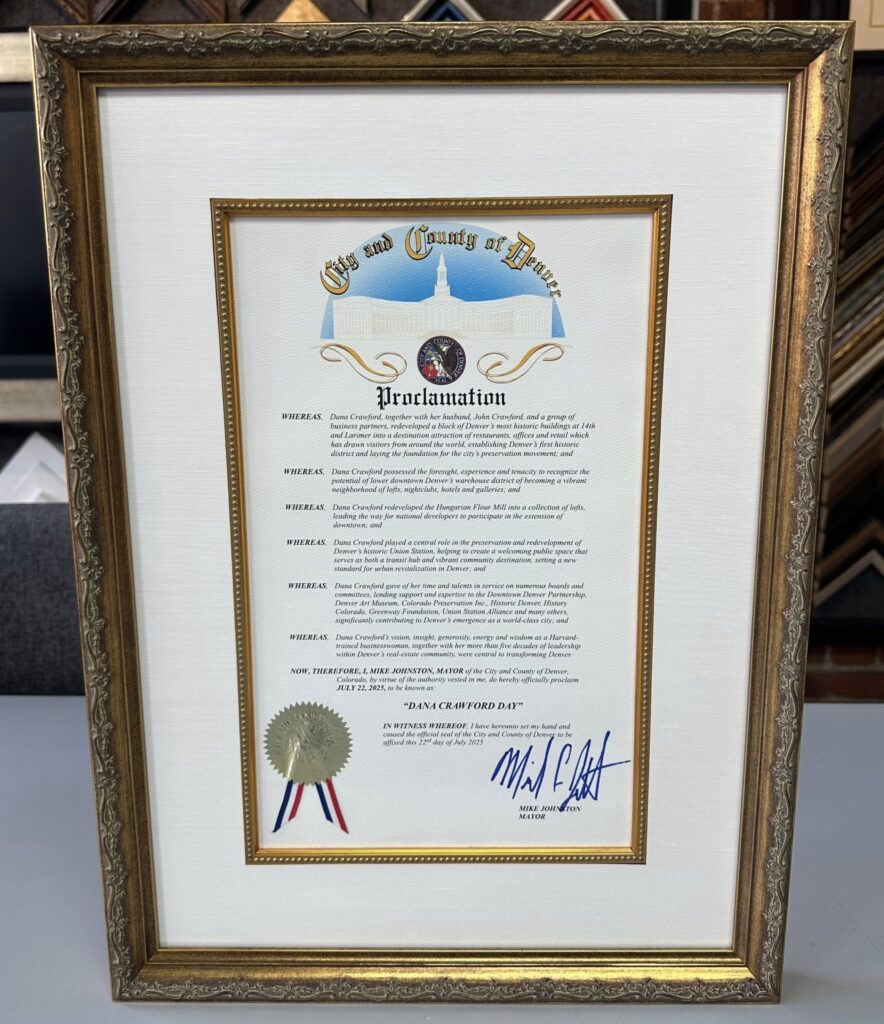 City and County of Denver
CITY AND COUNTY OF DENVER
SEAL
Proclamation
WHEREAS, Dana Crawford, together with her husband, John Crawford, and a group of
business partners, redeveloped a block of Denver's most historic buildings at 14th
and Larimer into a destination attraction of restaurants, offices and retail which
has drawn visitors from around the world, establishing Denver's first historic
district and laying the foundation for the city's preservation movement; and
WHEREAS, Dana Crawford possessed the foresight, experience and tenacity to recognize the
potential of lower downtown Denver's warehouse district of becoming a vibrant
neighborhood of lofts, nightclubs, hotels and galleries; and
WHEREAS, Dana Crawford redeveloped the Hungarian Flour Mill into a collection of lofts,
leading the way for national developers to participate in the extension of
downtown; and
WHEREAS, Dana Crawford played a central role in the preservation and redevelopment of
Denver's historic Union Station, helping to create a welcoming public space that
serves as both a transit hub and vibrant community destination, setting a new
standard for urban revitalization in Denver; and
WHEREAS, Dana Crawford gave of her time and talents in service on numerous boards and
committees, lending support and expertise to the Downtown Denver Partnership,
Denver Art Museum, Colorado Preservation Inc., Historic Denver, History
Colorado, Greenway Foundation, Union Station Alliance and many others,
significantly contributing to Denver's emergence as a world-class city; and
WHEREAS, Dana Crawford's vision, insight, generosity, energy and wisdom as a Harvard-
trained businesswoman, together with her more than five decades of leadership
within Denver's real-estate community, were central to transforming Denver
NOW, THEREFORE, I, MIKE JOHNSTON, MAYOR of the City and County of Denver,
Colorado, by virtue of the authority vested in me, do hereby officially proclaim
JULY 22, 2025, to be known as:
"DANA CRAWFORD DAY"
IN WITNESS WHEREOF, I have hereunto set my hand and
caused the official seal of the City and County of Denver to be
affixed this 22nd day of July 2025
MIKE JOHNSTON
MAYOR